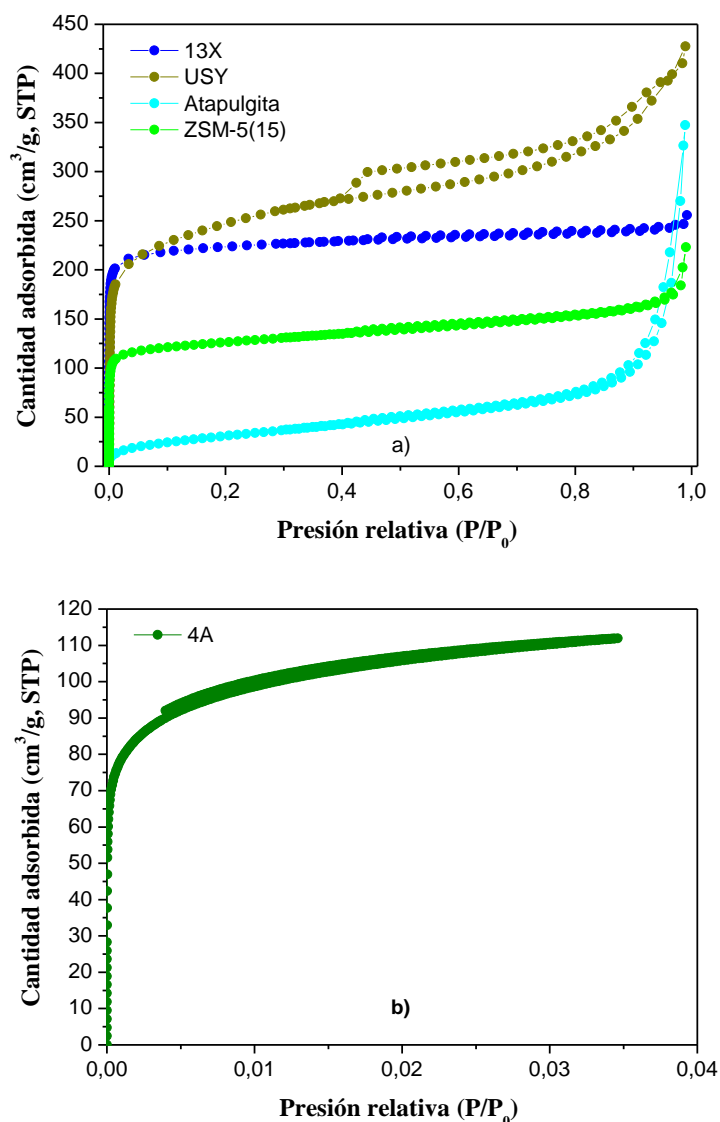 450
400
350
300
250
200
150
100
50
0
Cantidad adsorbida (cm³/g, STP)
13X
USY
Atapulgita
ZSM-5(15)
a)
0,0 0,2 0,4 0,6 0,8 1,0
Presión relativa (P/P₀)
120
110
100
90
80
70
60
50
40
30
20
10
0
Cantidad adsorbida (cm³/g, STP)
4A
b)
0,00 0,01 0,02 0,03 0,04
Presión relativa (P/P₀)